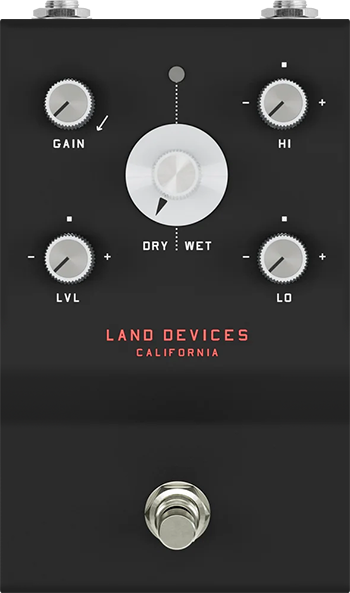 GAIN
HI
- +
DRY WET
- +
- +
LVL
LO
LAND DEVICES
CALIFORNIA